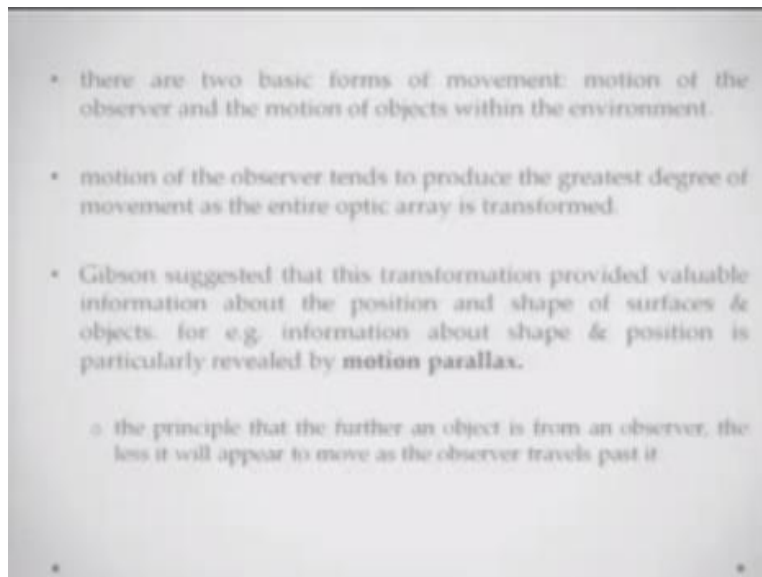 • there are two basic forms of movement: motion of the
observer and the motion of objects within the environment.
• motion of the observer tends to produce the greatest degree of
movement as the entire optic array is transformed.
• Gibson suggested that this transformation provided valuable
information about the position and shape of surfaces &
objects. for e.g. information about shape & position is
particularly revealed by motion parallax.
o the principle that the further an object is from an observer, the
less it will appear to move as the observer travels past it